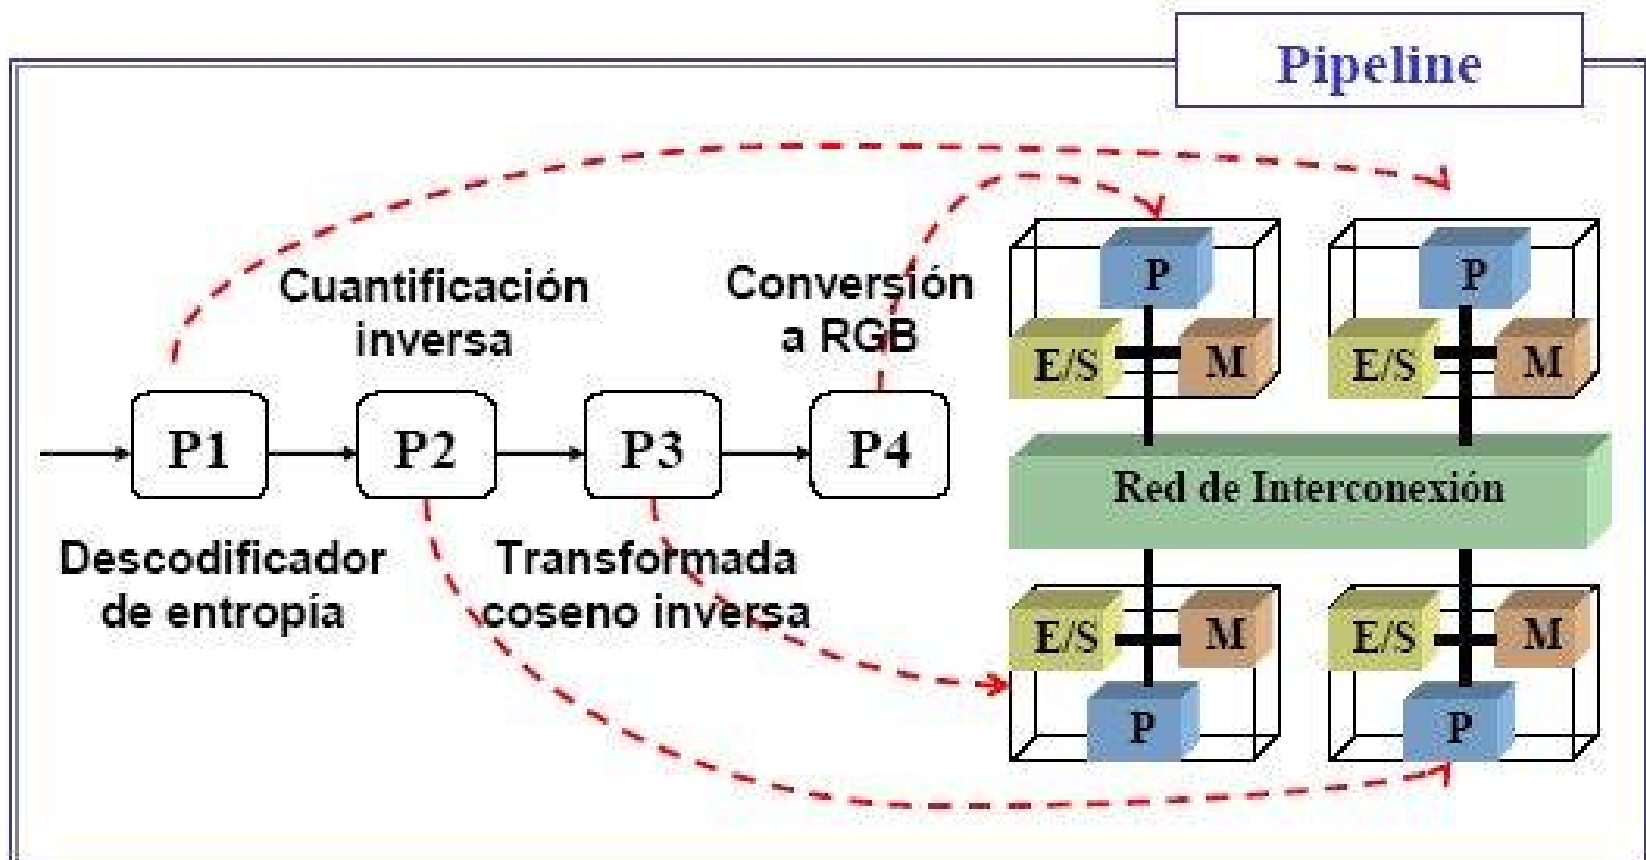 Pipeline
Cuantificación
inversa
Conversión
a RGB
P1
P2
P3
P4
Descodificador
de entropía
Transformada
coseno inversa
P
E/S
M
P
E/S
M
Red de Interconexión
E/S
M
P
E/S
M
P